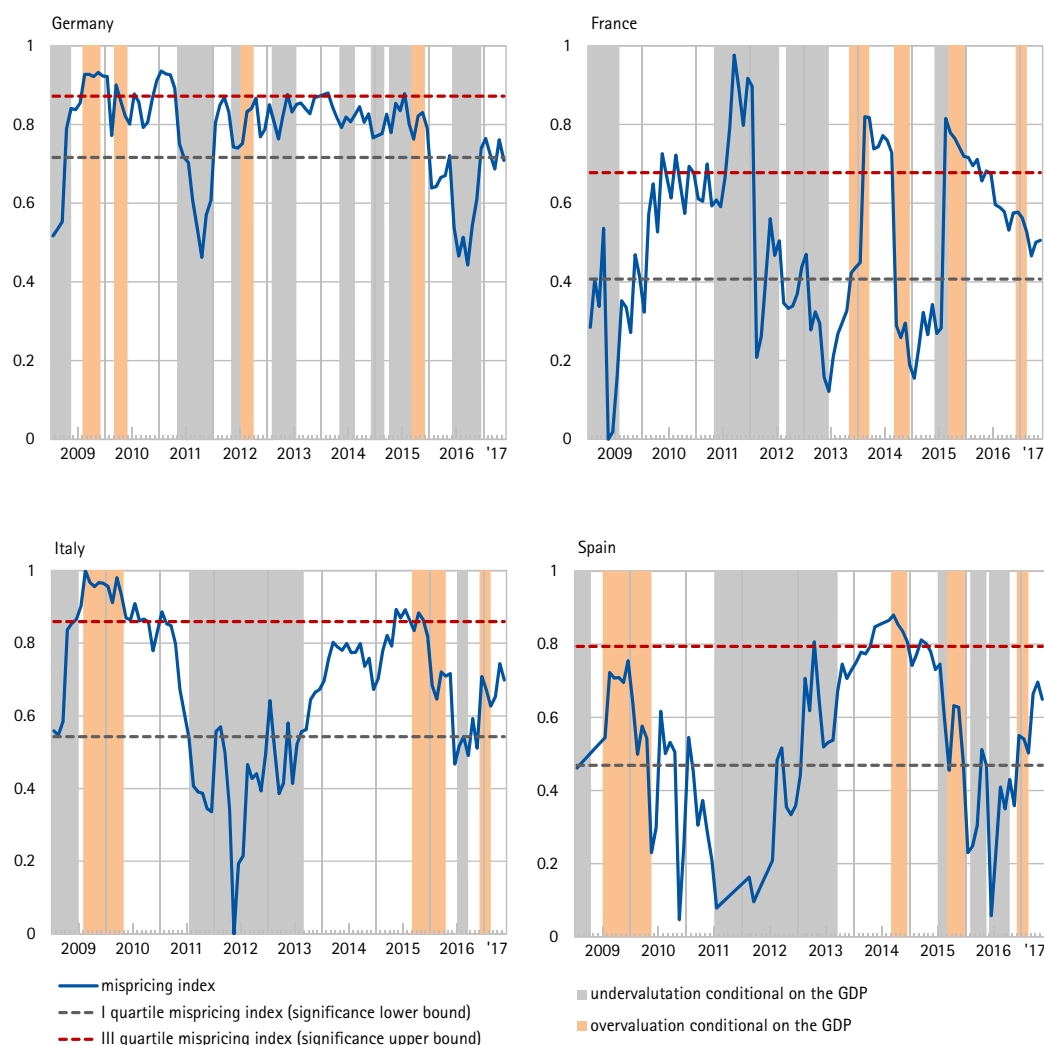 Germany
1
0.8
0.6
0.4
0.2
0
2009 2010 2011 2012 2013 2014 2015 2016 '17
France
1
0.8
0.6
0.4
0.2
0
2009 2010 2011 2012 2013 2014 2015 2016 '17
Italy
1
0.8
0.6
0.4
0.2
0
2009 2010 2011 2012 2013 2014 2015 2016 '17
Spain
1
0.8
0.6
0.4
0.2
0
2009 2010 2011 2012 2013 2014 2015 2016 '17
mispricing index
I quartile mispricing index (significance lower bound)
III quartile mispricing index (significance upper bound)
undervalutation conditional on the GDP
overvaluation conditional on the GDP